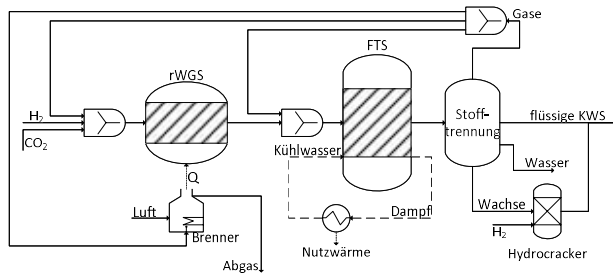 Gase
FTS
rWGS
H₂
CO₂
Stoff-
trennung
flüssige KWS
Kühlwasser
Wasser
Q
Luft
Brenner
Dampf
Wachse
H₂
Nutzwärme
Hydrocracker
Abgas